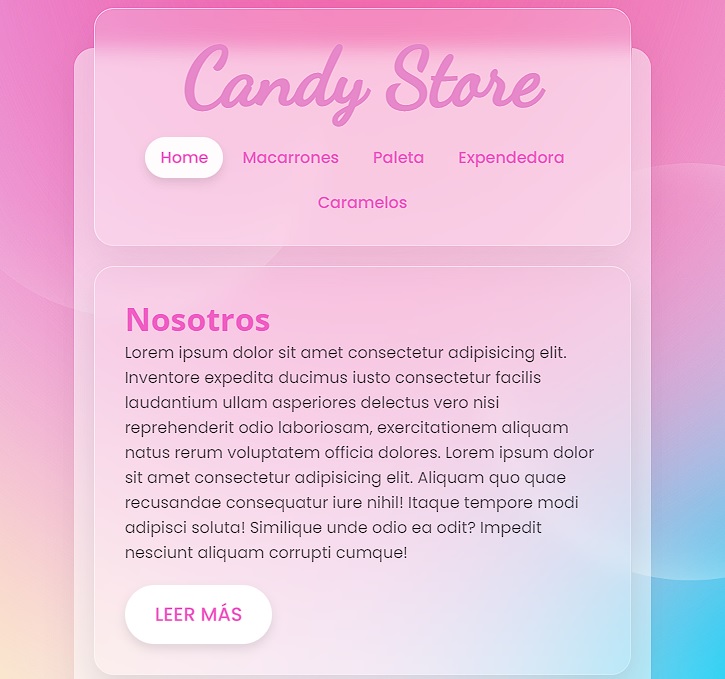 Candy Store
Home Macarrones Paleta Expendedora
Caramelos
Nosotros
Lorem ipsum dolor sit amet consectetur adipisicing elit.
Inventore expedita ducimus iusto consectetur facilis
laudantium ullam asperiores delectus vero nisi
reprehenderit odio laboriosam, exercitationem aliquam
natus rerum voluptatem officia dolores. Lorem ipsum dolor
sit amet consectetur adipisicing elit. Aliquam quo quae
recusandae consequatur iure nihil! Itaque tempore modi
adipisci soluta! Similique unde odio ea odit? Impedit
nesciunt aliquam corrupti cumque!
LEER MÁS